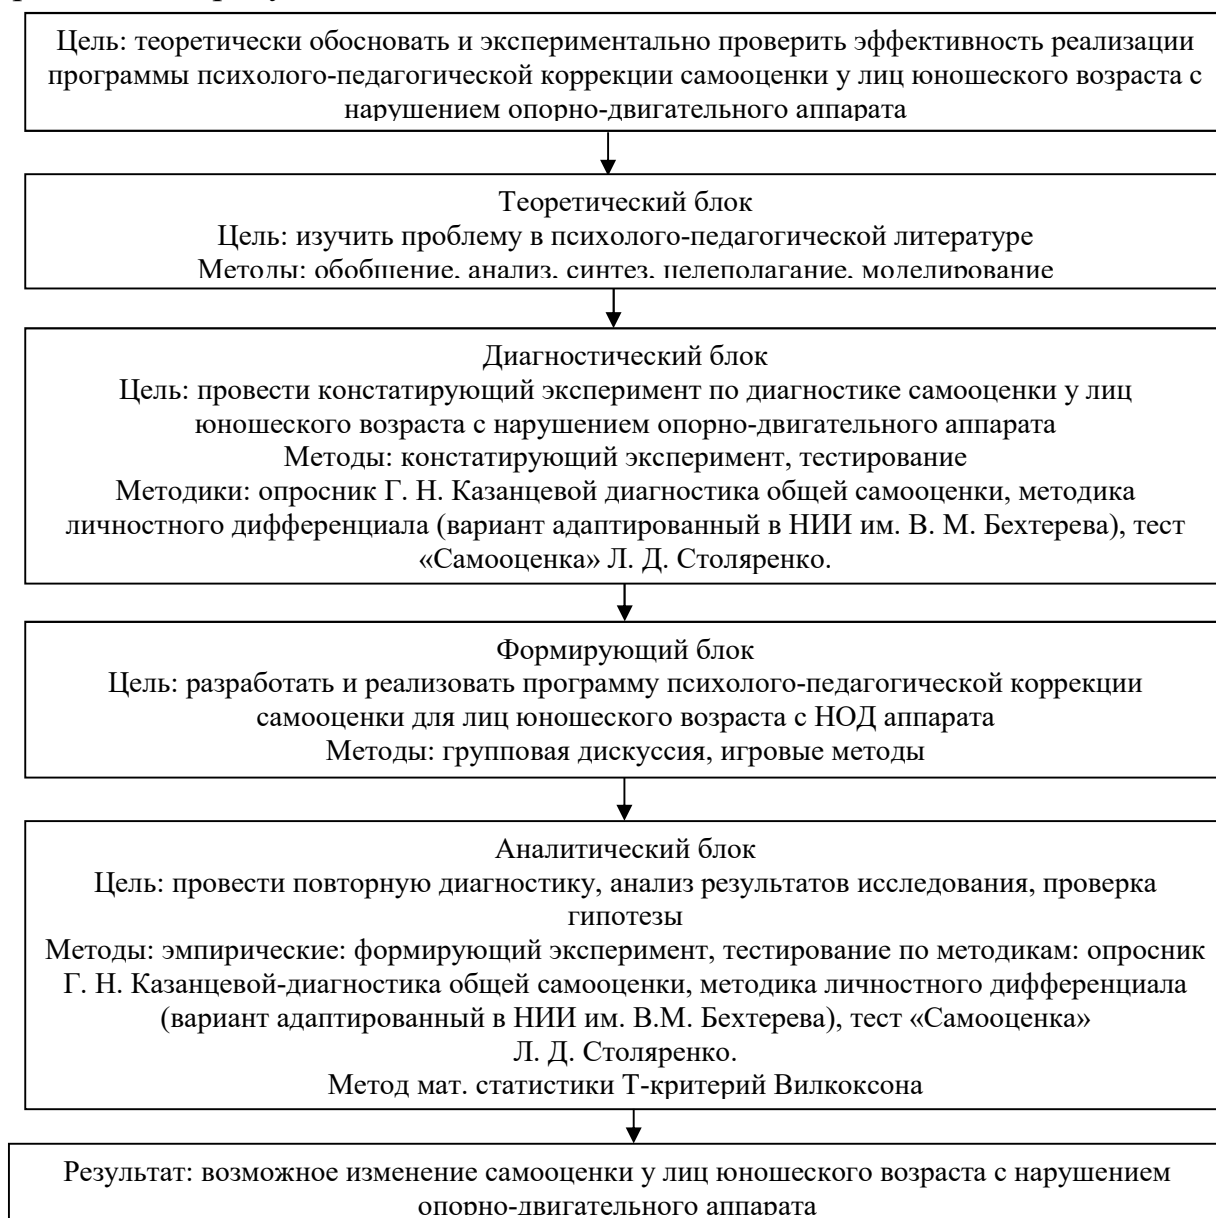 Цель: теоретически обосновать и экспериментально проверить эффективность реализации
программы психолого-педагогической коррекции самооценки у лиц юношеского возраста с
нарушением опорно-двигательного аппарата
Теоретический блок
Цель: изучить проблему в психолого-педагогической литературе
Методы: обобщение, анализ, синтез, целеполагание, моделирование
Диагностический блок
Цель: провести констатирующий эксперимент по диагностике самооценки у лиц
юношеского возраста с нарушением опорно-двигательного аппарата
Методы: констатирующий эксперимент, тестирование
Методики: опросник Г. Н. Казанцевой диагностика общей самооценки, методика
личностного дифференциала (вариант адаптированный в НИИ им. В. М. Бехтерева), тест
«Самооценка» Л. Д. Столяренко.
Формирующий блок
Цель: разработать и реализовать программу психолого-педагогической коррекции
самооценки для лиц юношеского возраста с НОД аппарата
Методы: групповая дискуссия, игровые методы
Аналитический блок
Цель: провести повторную диагностику, анализ результатов исследования, проверка
гипотезы
Методы: эмпирические: формирующий эксперимент, тестирование по методикам: опросник
Г. Н. Казанцевой-диагностика общей самооценки, методика личностного дифференциала
(вариант адаптированный в НИИ им. В.М. Бехтерева), тест «Самооценка»
Л. Д. Столяренко.
Метод мат. статистики Т-критерий Вилкоксона
Результат: возможное изменение самооценки у лиц юношеского возраста с нарушением
опорно-двигательного аппарата